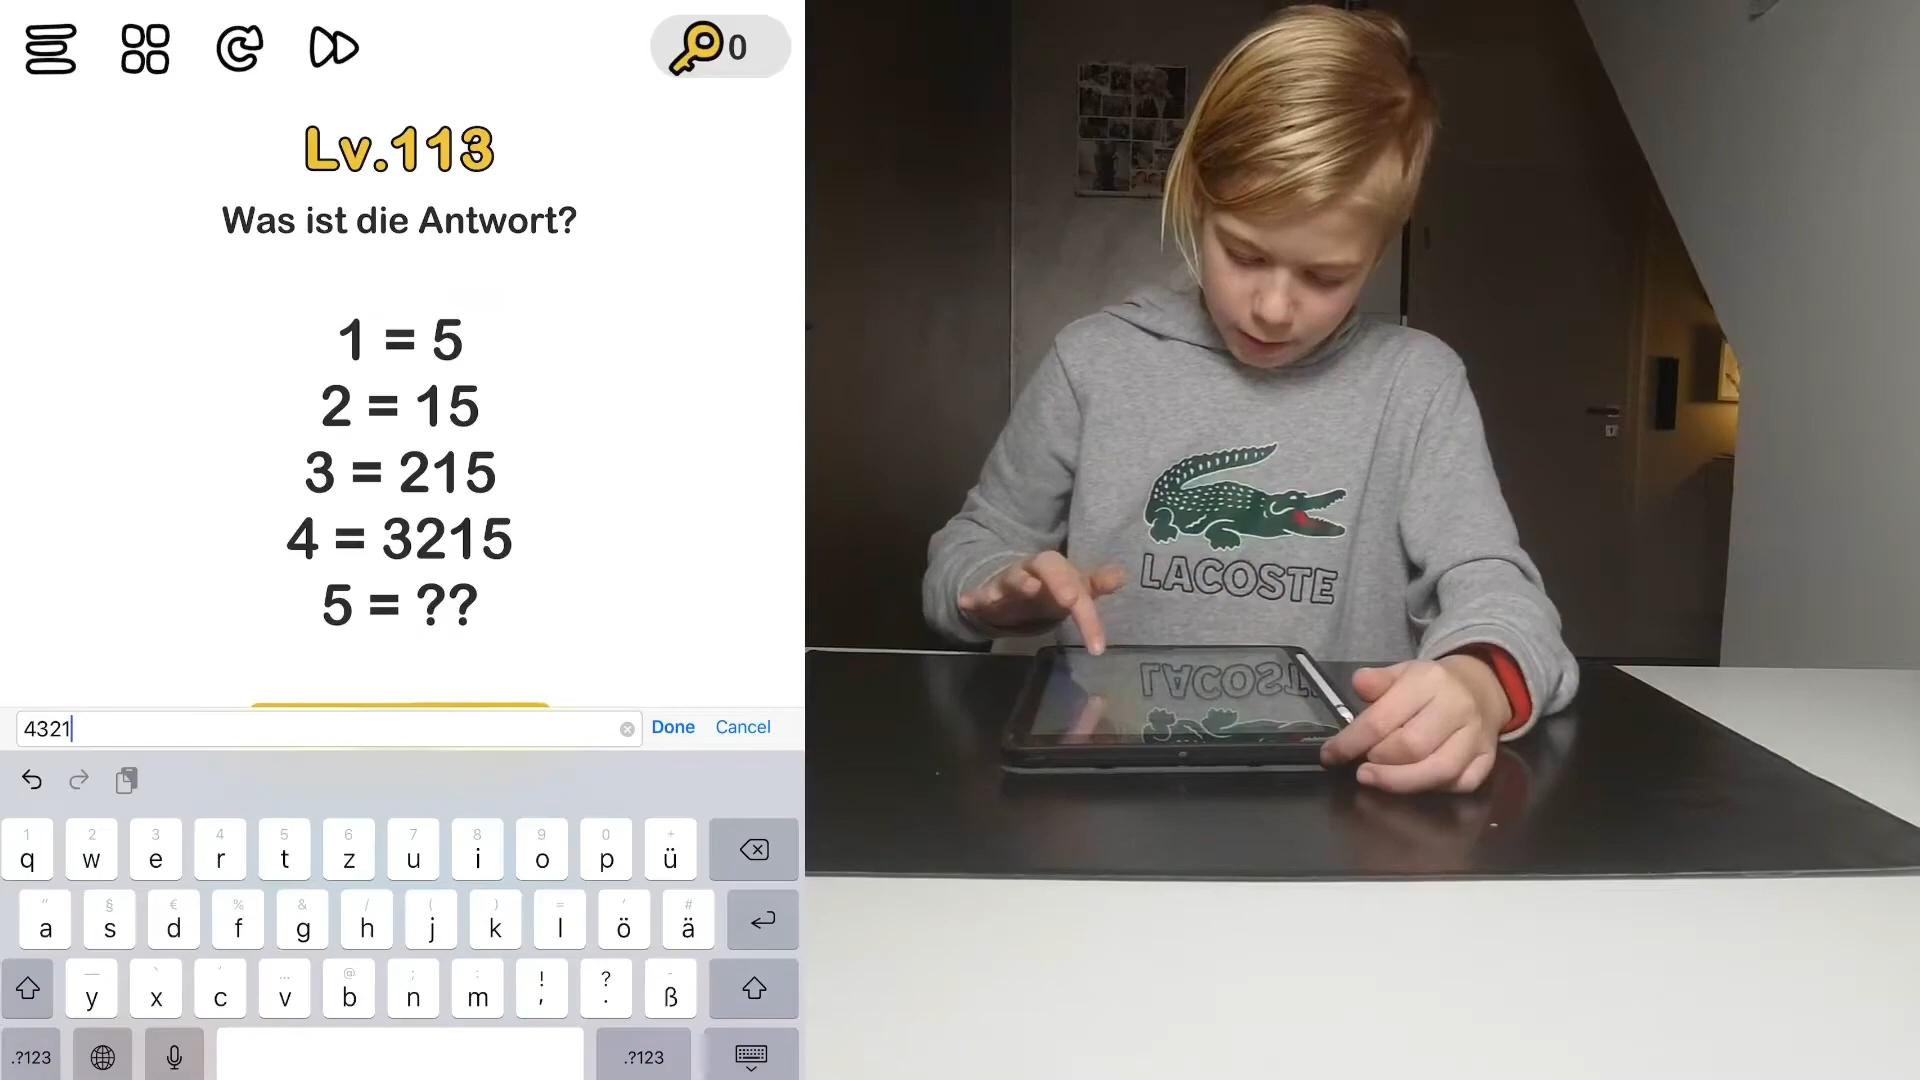 0
Lv.113
Was ist die Antwort?
1 = 5
2 = 15
3 = 215
4 = 3215
5 = ??
4321 Done Cancel
1 2 3 4 5 6 7 8 9 0 +
q w e r t z u i o p ü
" § € % & / ( ) = ' #
a s d f g h j k l ö ä
— ` ´ ... @ ; : ! ? -
y x c v b n m , . ß
.?123 .?123
LACOSTE
LACOST